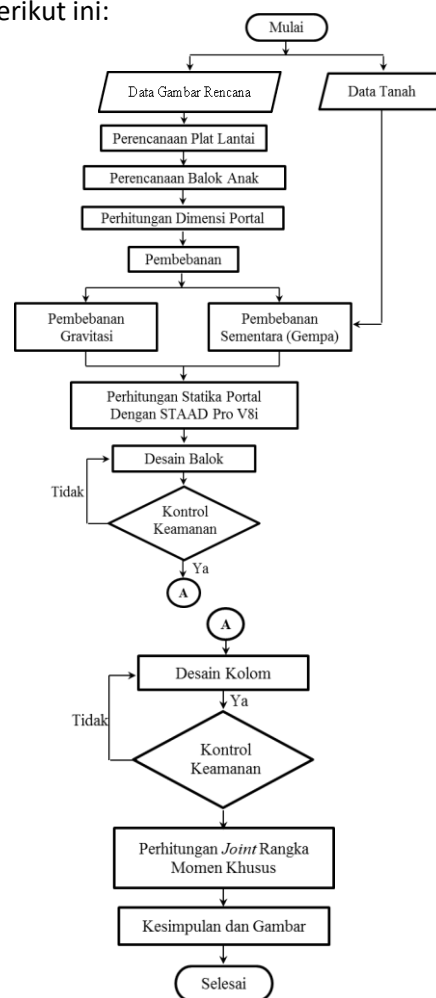 erikut ini:
Mulai
Data Gambar Rencana
Data Tanah
Perencanaan Plat Lantai
Perencanaan Balok Anak
Perhitungan Dimensi Portal
Pembebanan
Pembebanan
Gravitasi
Pembebanan
Sementara (Gempa)
Perhitungan Statika Portal
Dengan STAAD Pro V8i
Desain Balok
Tidak
Kontrol
Keamanan
Ya
A
A
Desain Kolom
Ya
Tidak
Kontrol
Keamanan
Perhitungan Joint Rangka
Momen Khusus
Kesimpulan dan Gambar
Selesai